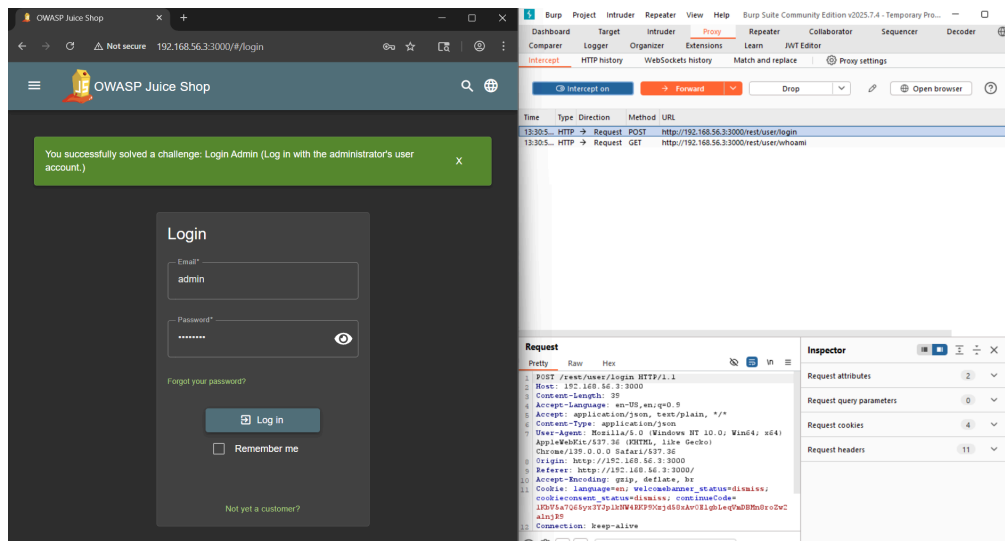 OWASP Juice Shop
Not secure 192.168.56.3:3000/#/login
OWASP Juice Shop
You successfully solved a challenge: Login Admin (Log in with the administrator's user
account.)
X
Login
Email*
admin
Password*
Forgot your password?
Log in
Remember me
Not yet a customer?
Burp Project Intruder Repeater View Help Burp Suite Community Edition v2025.7.4 - Temporary Pro...
Dashboard Target Intruder Proxy Repeater Collaborator Sequencer Decoder
Comparer Logger Organizer Extensions Learn JWT Editor
Intercept HTTP history WebSockets history Match and replace Proxy settings
Intercept on Forward Drop Open browser
Time Type Direction Method URL
13:30:5... HTTP → Request POST http://192.168.56.3:3000/rest/user/login
13:30:5... HTTP → Request GET http://192.168.56.3:3000/rest/user/whoami
Request
Pretty Raw Hex \n
1 POST /rest/user/login HTTP/1.1
2 Host: 192.168.56.3:3000
3 Content-Length: 39
4 Accept-Language: en-US,en;q=0.9
5 Accept: application/json, text/plain, */*
6 Content-Type: application/json
7 User-Agent: Mozilla/5.0 (Windows NT 10.0; Win64; x64)
AppleWebKit/537.36 (KHTML, like Gecko)
Chrome/139.0.0.0 Safari/537.36
8 Origin: http://192.168.56.3:3000
9 Referer: http://192.168.56.3:3000/
10 Accept-Encoding: gzip, deflate, br
11 Cookie: language=en; welcomebanner_status=dismiss;
cookieconsent_status=dismiss; continueCode=
12 Connection: keep-alive
Inspector
Request attributes 2
Request query parameters 0
Request cookies 4
Request headers 11